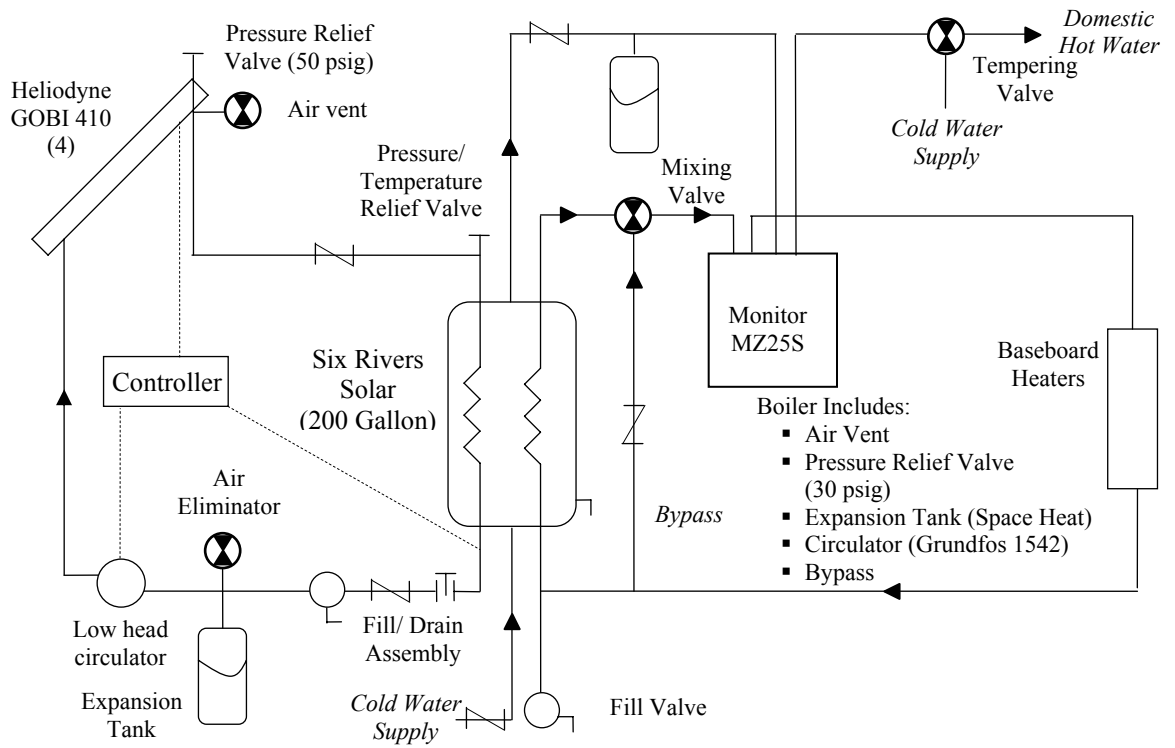 Pressure Relief
Valve (50 psig)
Heliodyne
GOBI 410
(4)
Air vent
Domestic
Hot Water
Tempering
Valve
Cold Water
Supply
Pressure/
Temperature
Relief Valve
Mixing
Valve
Controller
Six Rivers
Solar
(200 Gallon)
Monitor
MZ25S
Baseboard
Heaters
Boiler Includes:
▪ Air Vent
▪ Pressure Relief Valve
(30 psig)
▪ Expansion Tank (Space Heat)
▪ Circulator (Grundfos 1542)
▪ Bypass
Bypass
Air
Eliminator
Low head
circulator
Expansion
Tank
Fill/ Drain
Assembly
Cold Water
Supply
Fill Valve